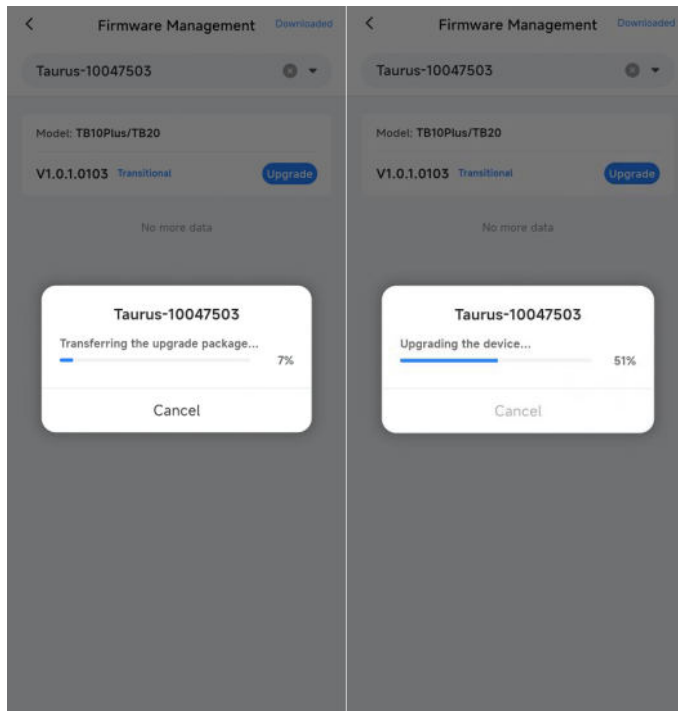 Firmware Management Downloaded
Taurus-10047503
Model: TB10Plus/TB20
V1.0.1.0103 Transitional Upgrade
No more data
Taurus-10047503
Transferring the upgrade package...
7%
Cancel
Firmware Management Downloaded
Taurus-10047503
Model: TB10Plus/TB20
V1.0.1.0103 Transitional Upgrade
No more data
Taurus-10047503
Upgrading the device...
51%
Cancel